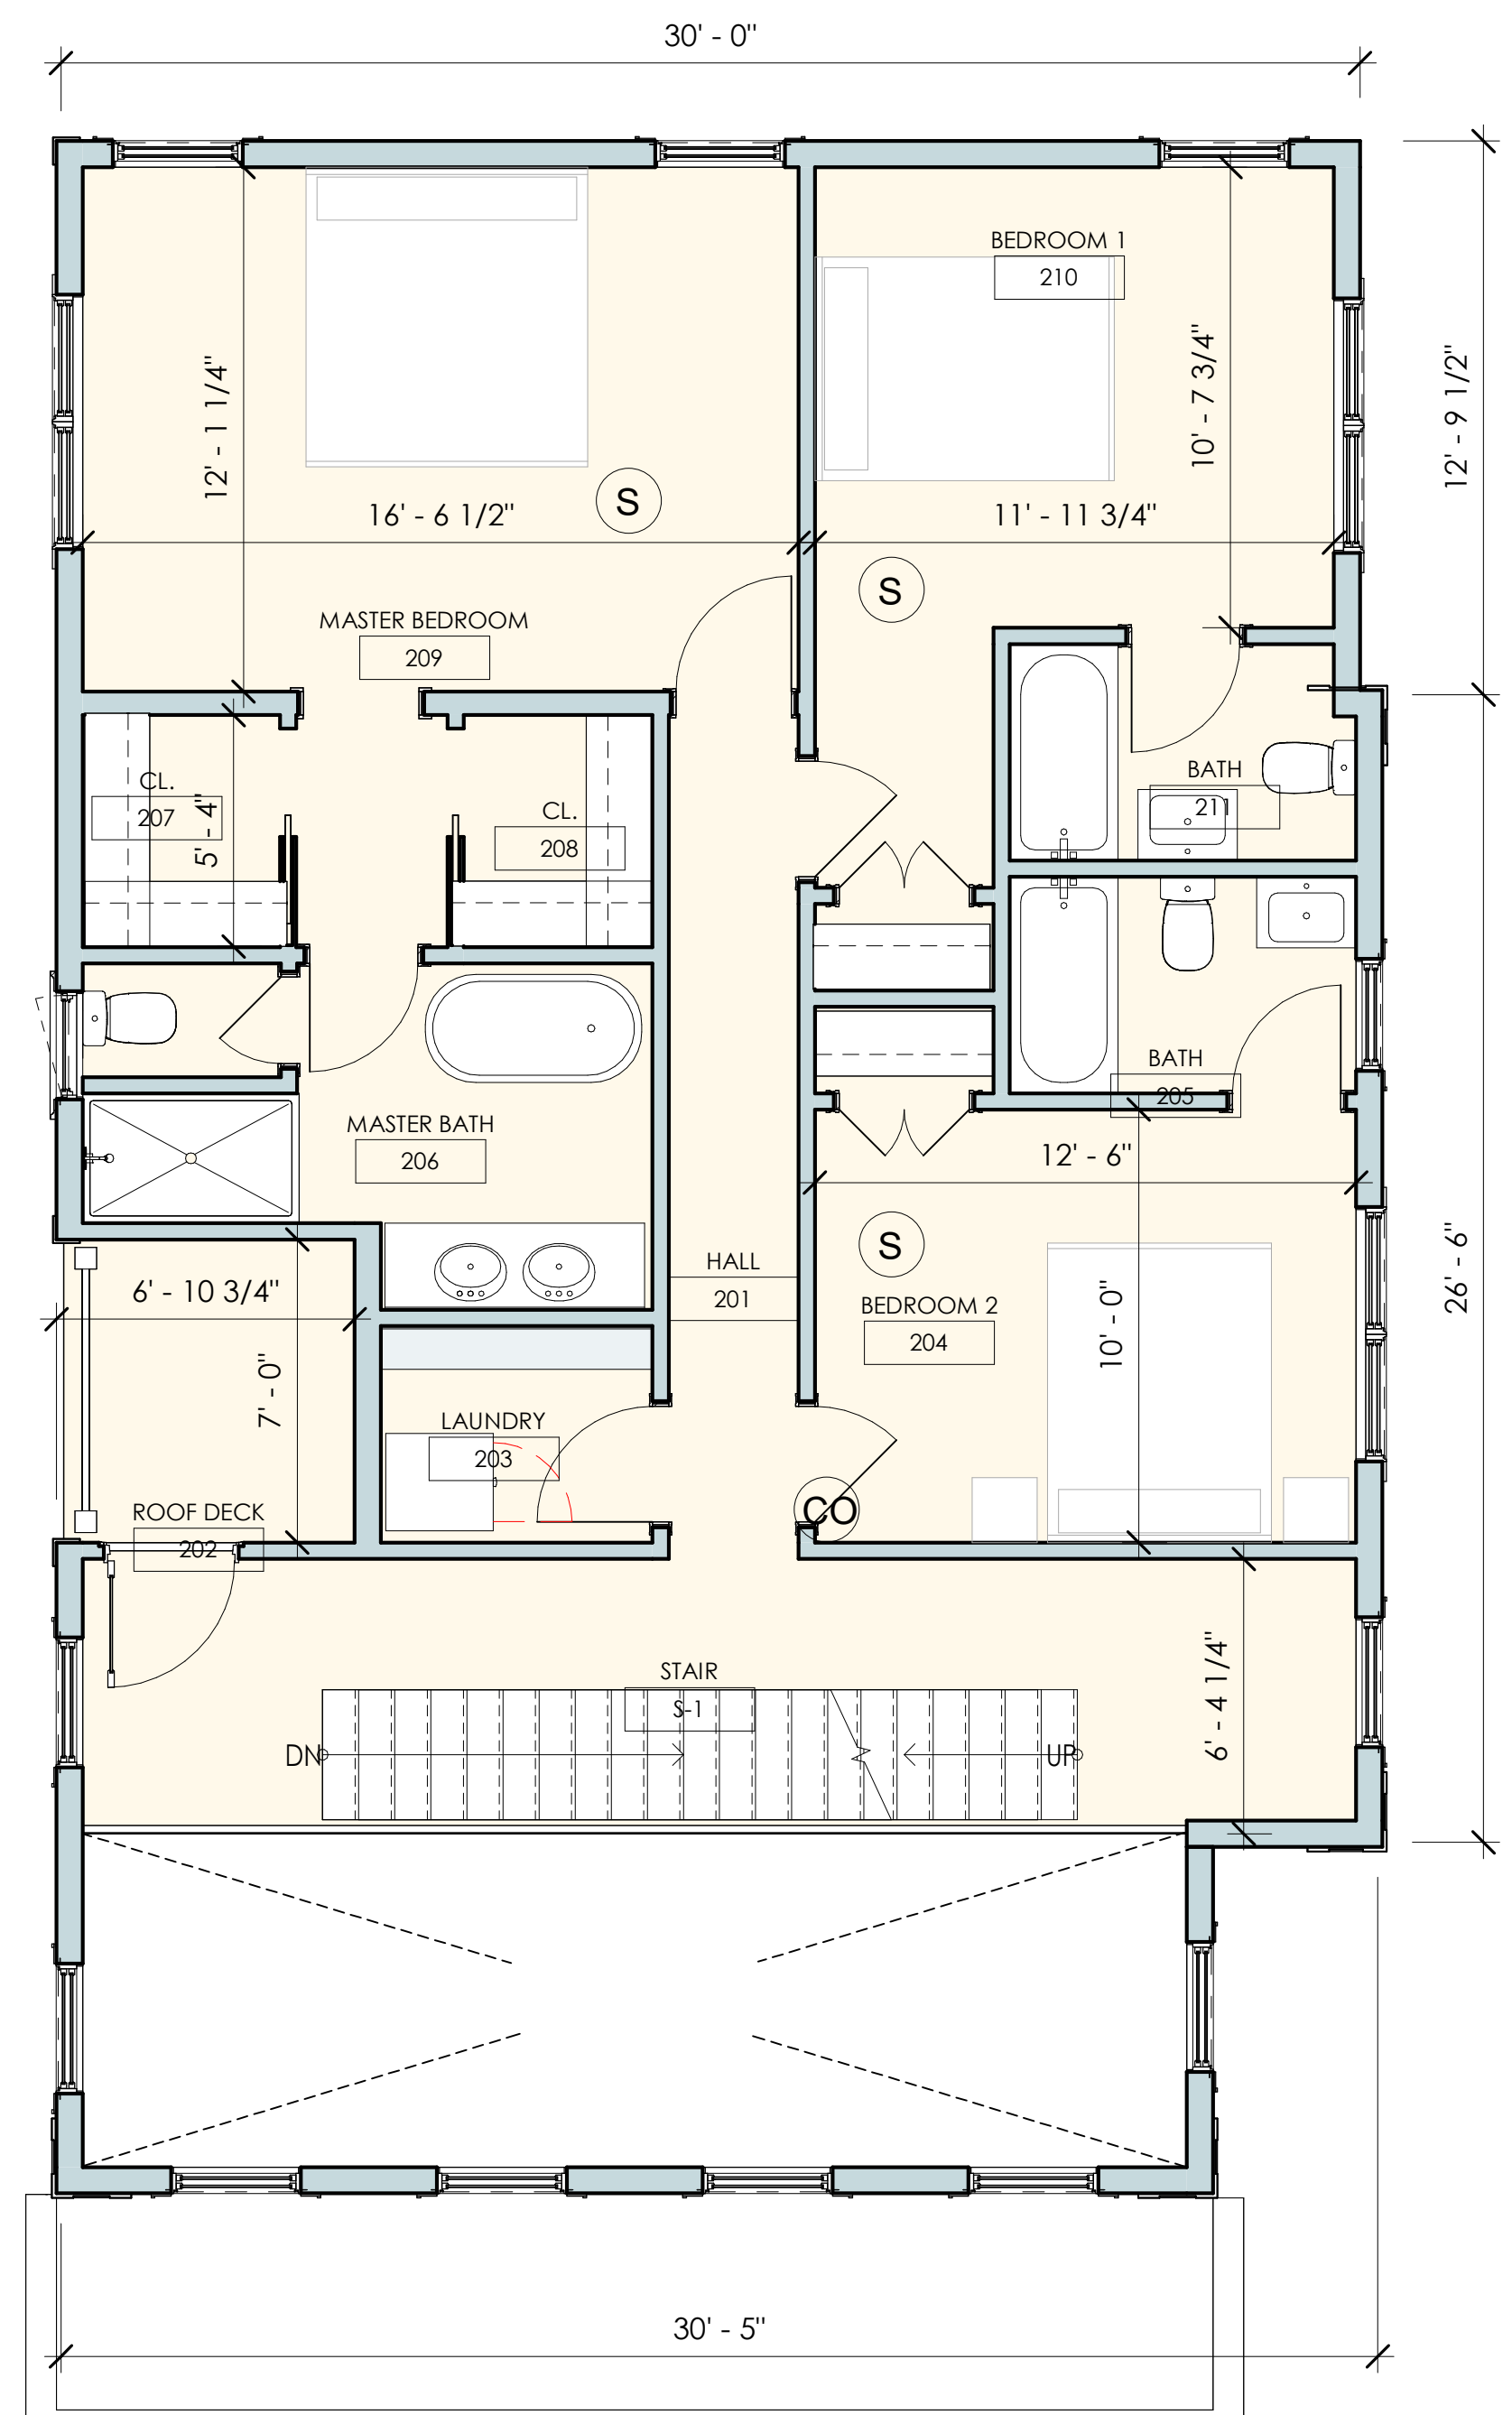 30' - 0"
BEDROOM 1
210
12' - 1 1/4"
10' - 7 3/4"
12' - 9 1/2"
16' - 6 1/2"
S
11' - 11 3/4"
S
MASTER BEDROOM
209
CL.
207
5' - 4"
CL.
208
BATH
211
BATH
205
MASTER BATH
206
12' - 6"
S
HALL
201
6' - 10 3/4"
BEDROOM 2
204
10' - 0"
26' - 6"
7' - 0"
LAUNDRY
203
CO
ROOF DECK
202
STAIR
S-1
6' - 4 1/4"
DN
UP
30' - 5"